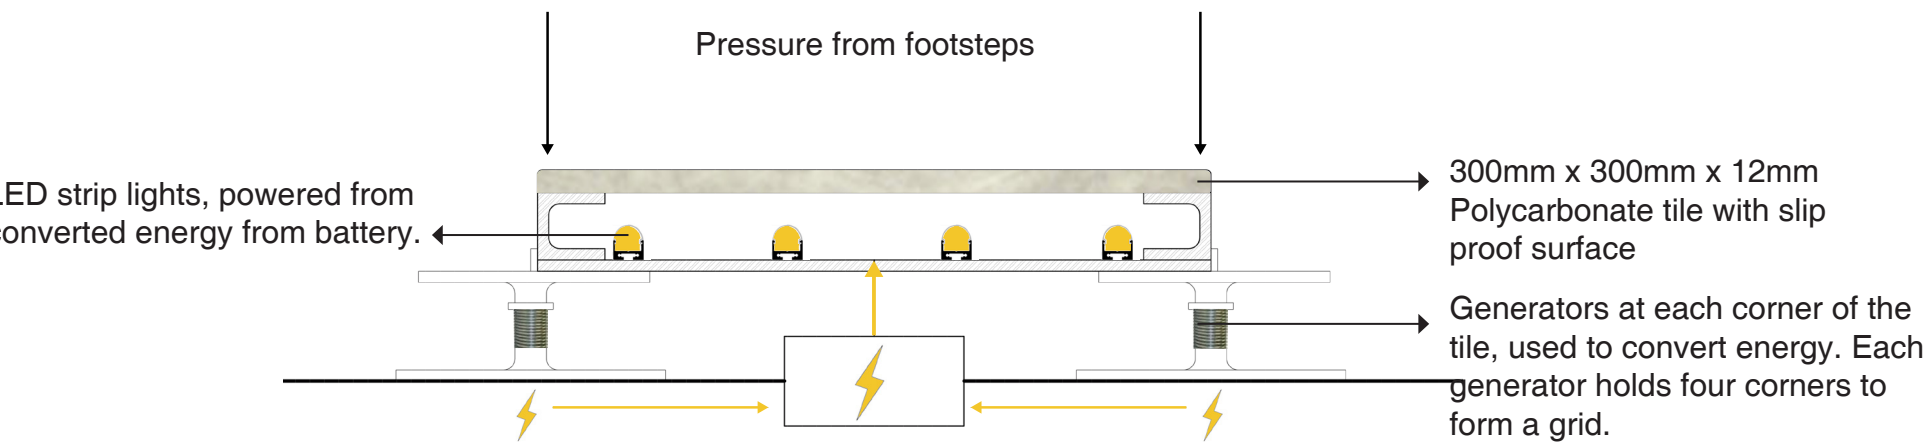 Pressure from footsteps
LED strip lights, powered from
converted energy from battery.
300mm x 300mm x 12mm
Polycarbonate tile with slip
proof surface
Generators at each corner of the
tile, used to convert energy. Each
generator holds four corners to
form a grid.